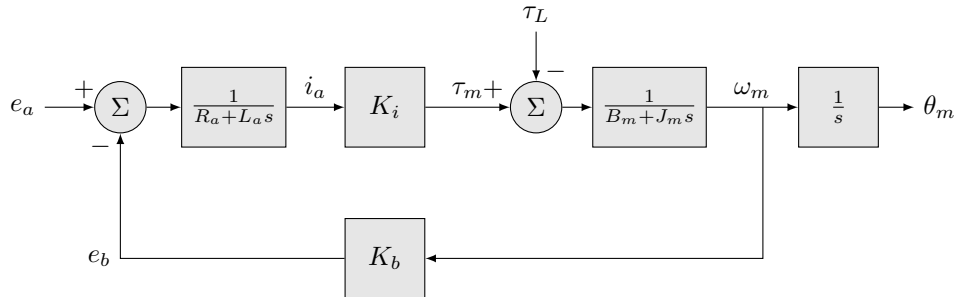 τ_L
e_a + − Σ 1/(R_a+L_a s) i_a K_i τ_m + − Σ 1/(B_m+J_m s) ω_m 1/s θ_m
e_b K_b